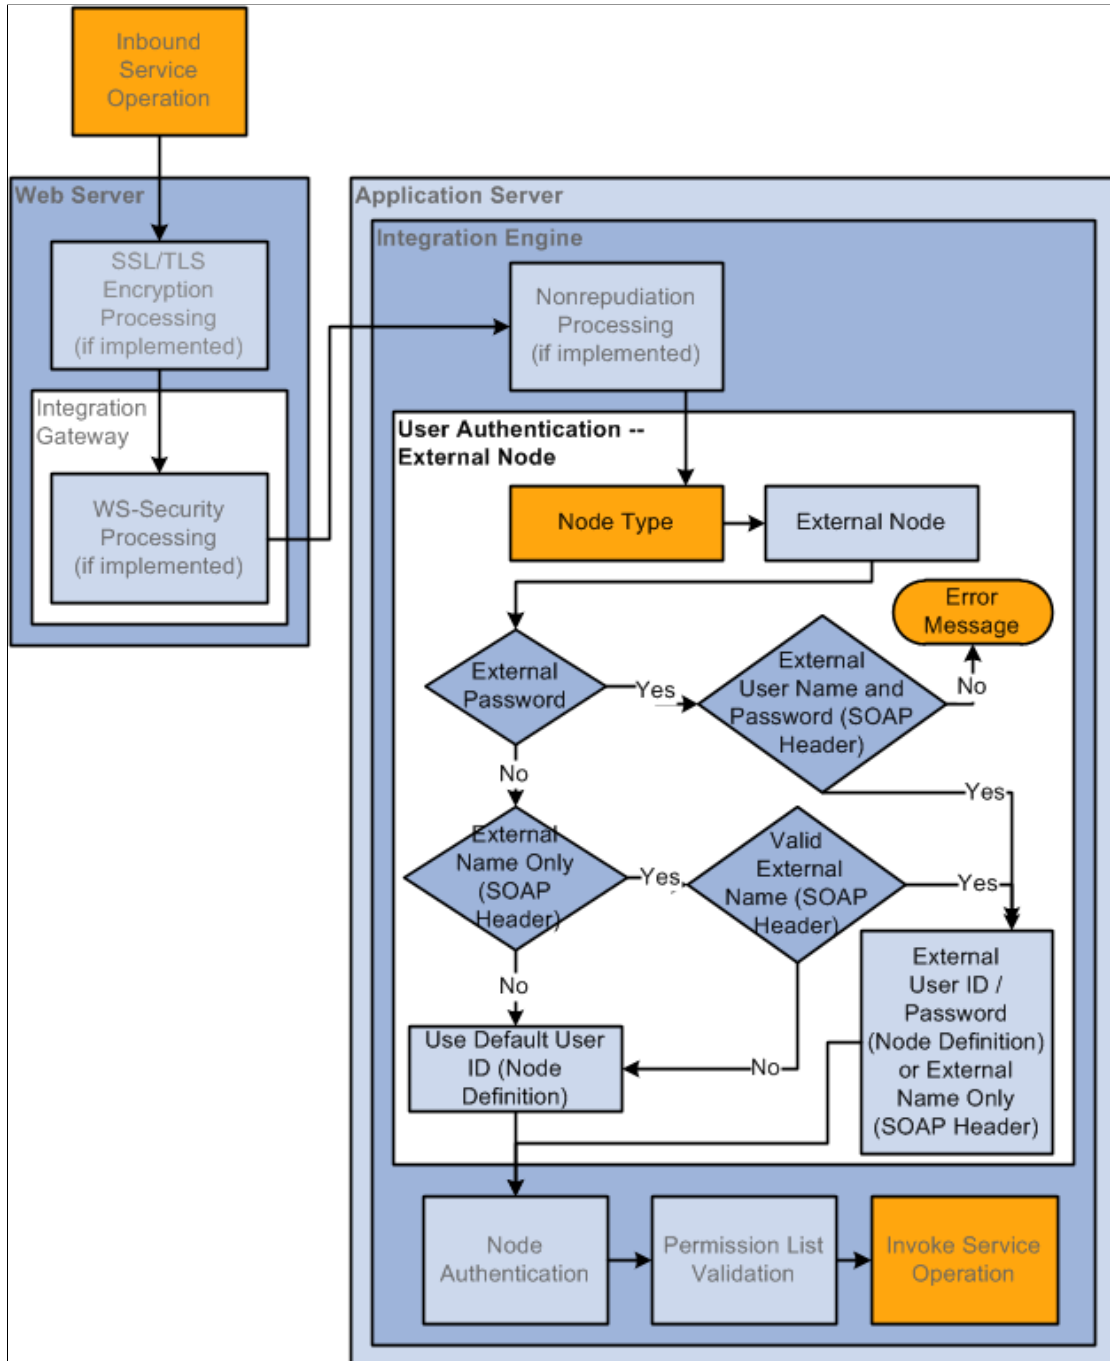 Inbound
Service
Operation
Web Server
SSL/TLS
Encryption
Processing
(if implemented)
Integration
Gateway
WS-Security
Processing
(if implemented)
Application Server
Integration Engine
Nonrepudiation
Processing
(if implemented)
User Authentication --
External Node
Node Type
External Node
Error
Message
External
Password
Yes
External
User Name and
Password (SOAP
Header)
No
No
Yes
External
Name Only
(SOAP
Header)
Yes
Valid
External
Name (SOAP
Header)
Yes
No
External
User ID /
Password
(Node Definition)
or External
Name Only
(SOAP Header)
Use Default User
ID (Node
Definition)
No
Node
Authentication
Permission List
Validation
Invoke Service
Operation